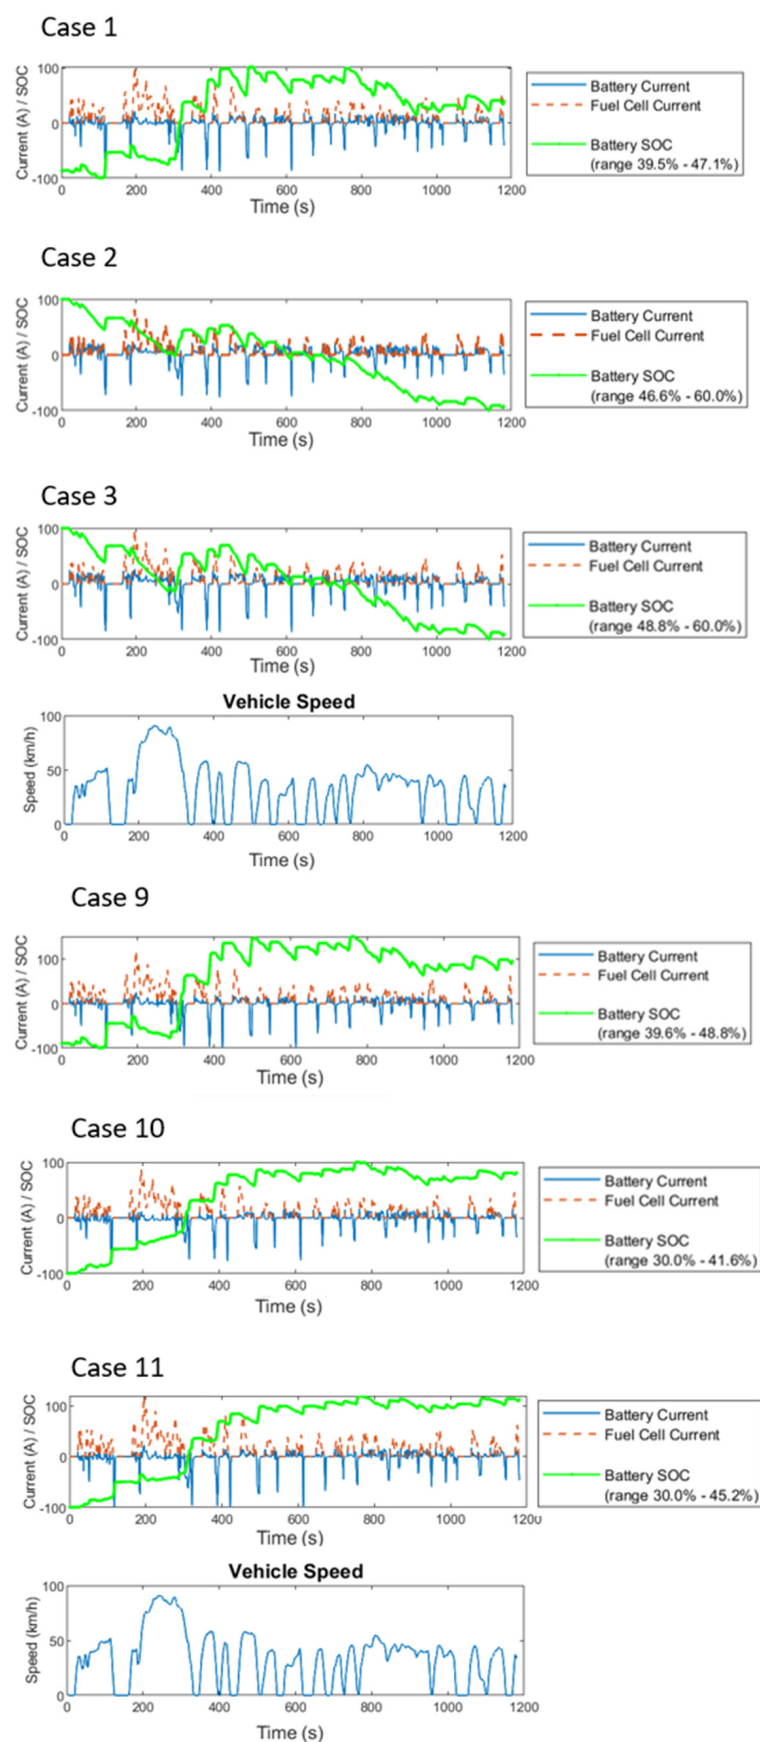 Case 1
100
0
-100
Current (A) / SOC
0 200 400 600 800 1000 1200
Time (s)
Battery Current
Fuel Cell Current
Battery SOC
(range 39.5% - 47.1%)
Case 2
100
0
-100
Current (A) / SOC
0 200 400 600 800 1000 1200
Time (s)
Battery Current
Fuel Cell Current
Battery SOC
(range 46.6% - 60.0%)
Case 3
100
0
-100
Current (A) / SOC
0 200 400 600 800 1000 1200
Time (s)
Battery Current
Fuel Cell Current
Battery SOC
(range 48.8% - 60.0%)
Vehicle Speed
100
50
0
Speed (km/h)
0 200 400 600 800 1000 1200
Time (s)
Case 9
100
0
-100
Current (A) / SOC
0 200 400 600 800 1000 1200
Time (s)
Battery Current
Fuel Cell Current
Battery SOC
(range 39.6% - 48.8%)
Case 10
100
0
-100
Current (A) / SOC
0 200 400 600 800 1000 1200
Time (s)
Battery Current
Fuel Cell Current
Battery SOC
(range 30.0% - 41.6%)
Case 11
100
0
-100
Current (A) / SOC
0 200 400 600 800 1000 1200
Time (s)
Battery Current
Fuel Cell Current
Battery SOC
(range 30.0% - 45.2%)
Vehicle Speed
100
50
0
Speed (km/h)
0 200 400 600 800 1000 1200
Time (s)